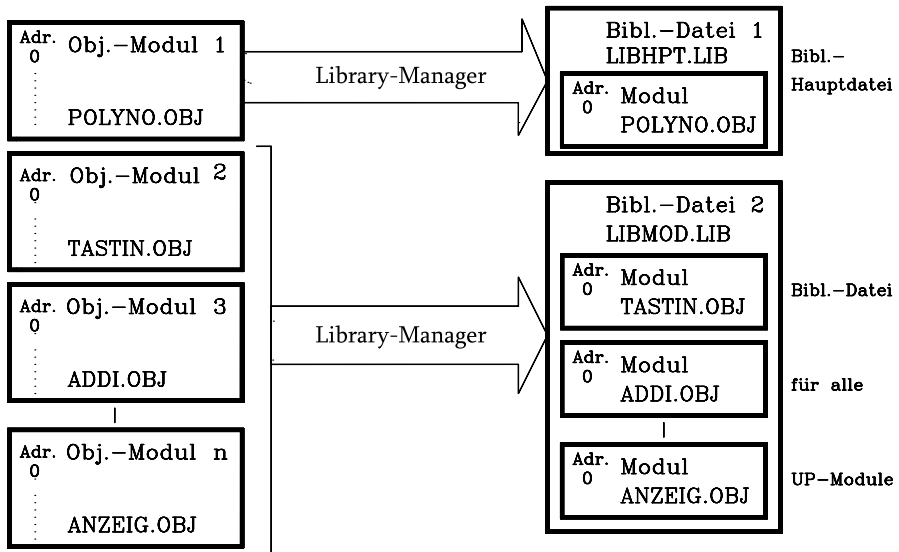 Adr. Obj.-Modul 1
0
POLYNO.OBJ
Adr. Obj.-Modul 2
0
TASTIN.OBJ
Adr. Obj.-Modul 3
0
ADDI.OBJ
Adr. Obj.-Modul n
0
ANZEIG.OBJ
Library-Manager
Library-Manager
Bibl.-Datei 1
LIBHPT.LIB
Adr. Modul
0
POLYNO.OBJ
Bibl.-
Hauptdatei
Bibl.-Datei 2
LIBMOD.LIB
Adr. Modul
0
TASTIN.OBJ
Adr. Modul
0
ADDI.OBJ
Adr. Modul
0
ANZEIG.OBJ
Bibl.-Datei
für alle
UP-Module